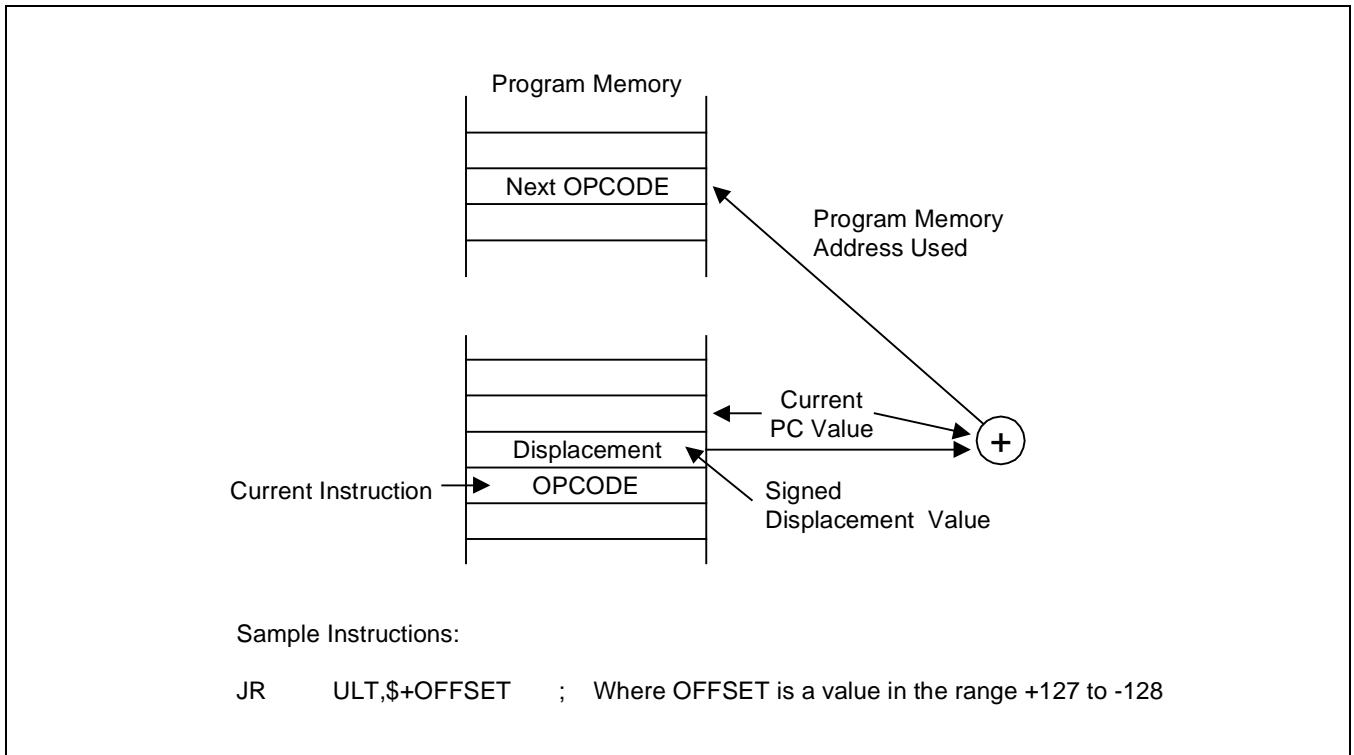 Program Memory
Next OPCODE
Program Memory
Address Used
Current
PC Value
+
Displacement
Current Instruction
OPCODE
Signed
Displacement Value
Sample Instructions:
JR ULT,$+OFFSET ; Where OFFSET is a value in the range +127 to -128